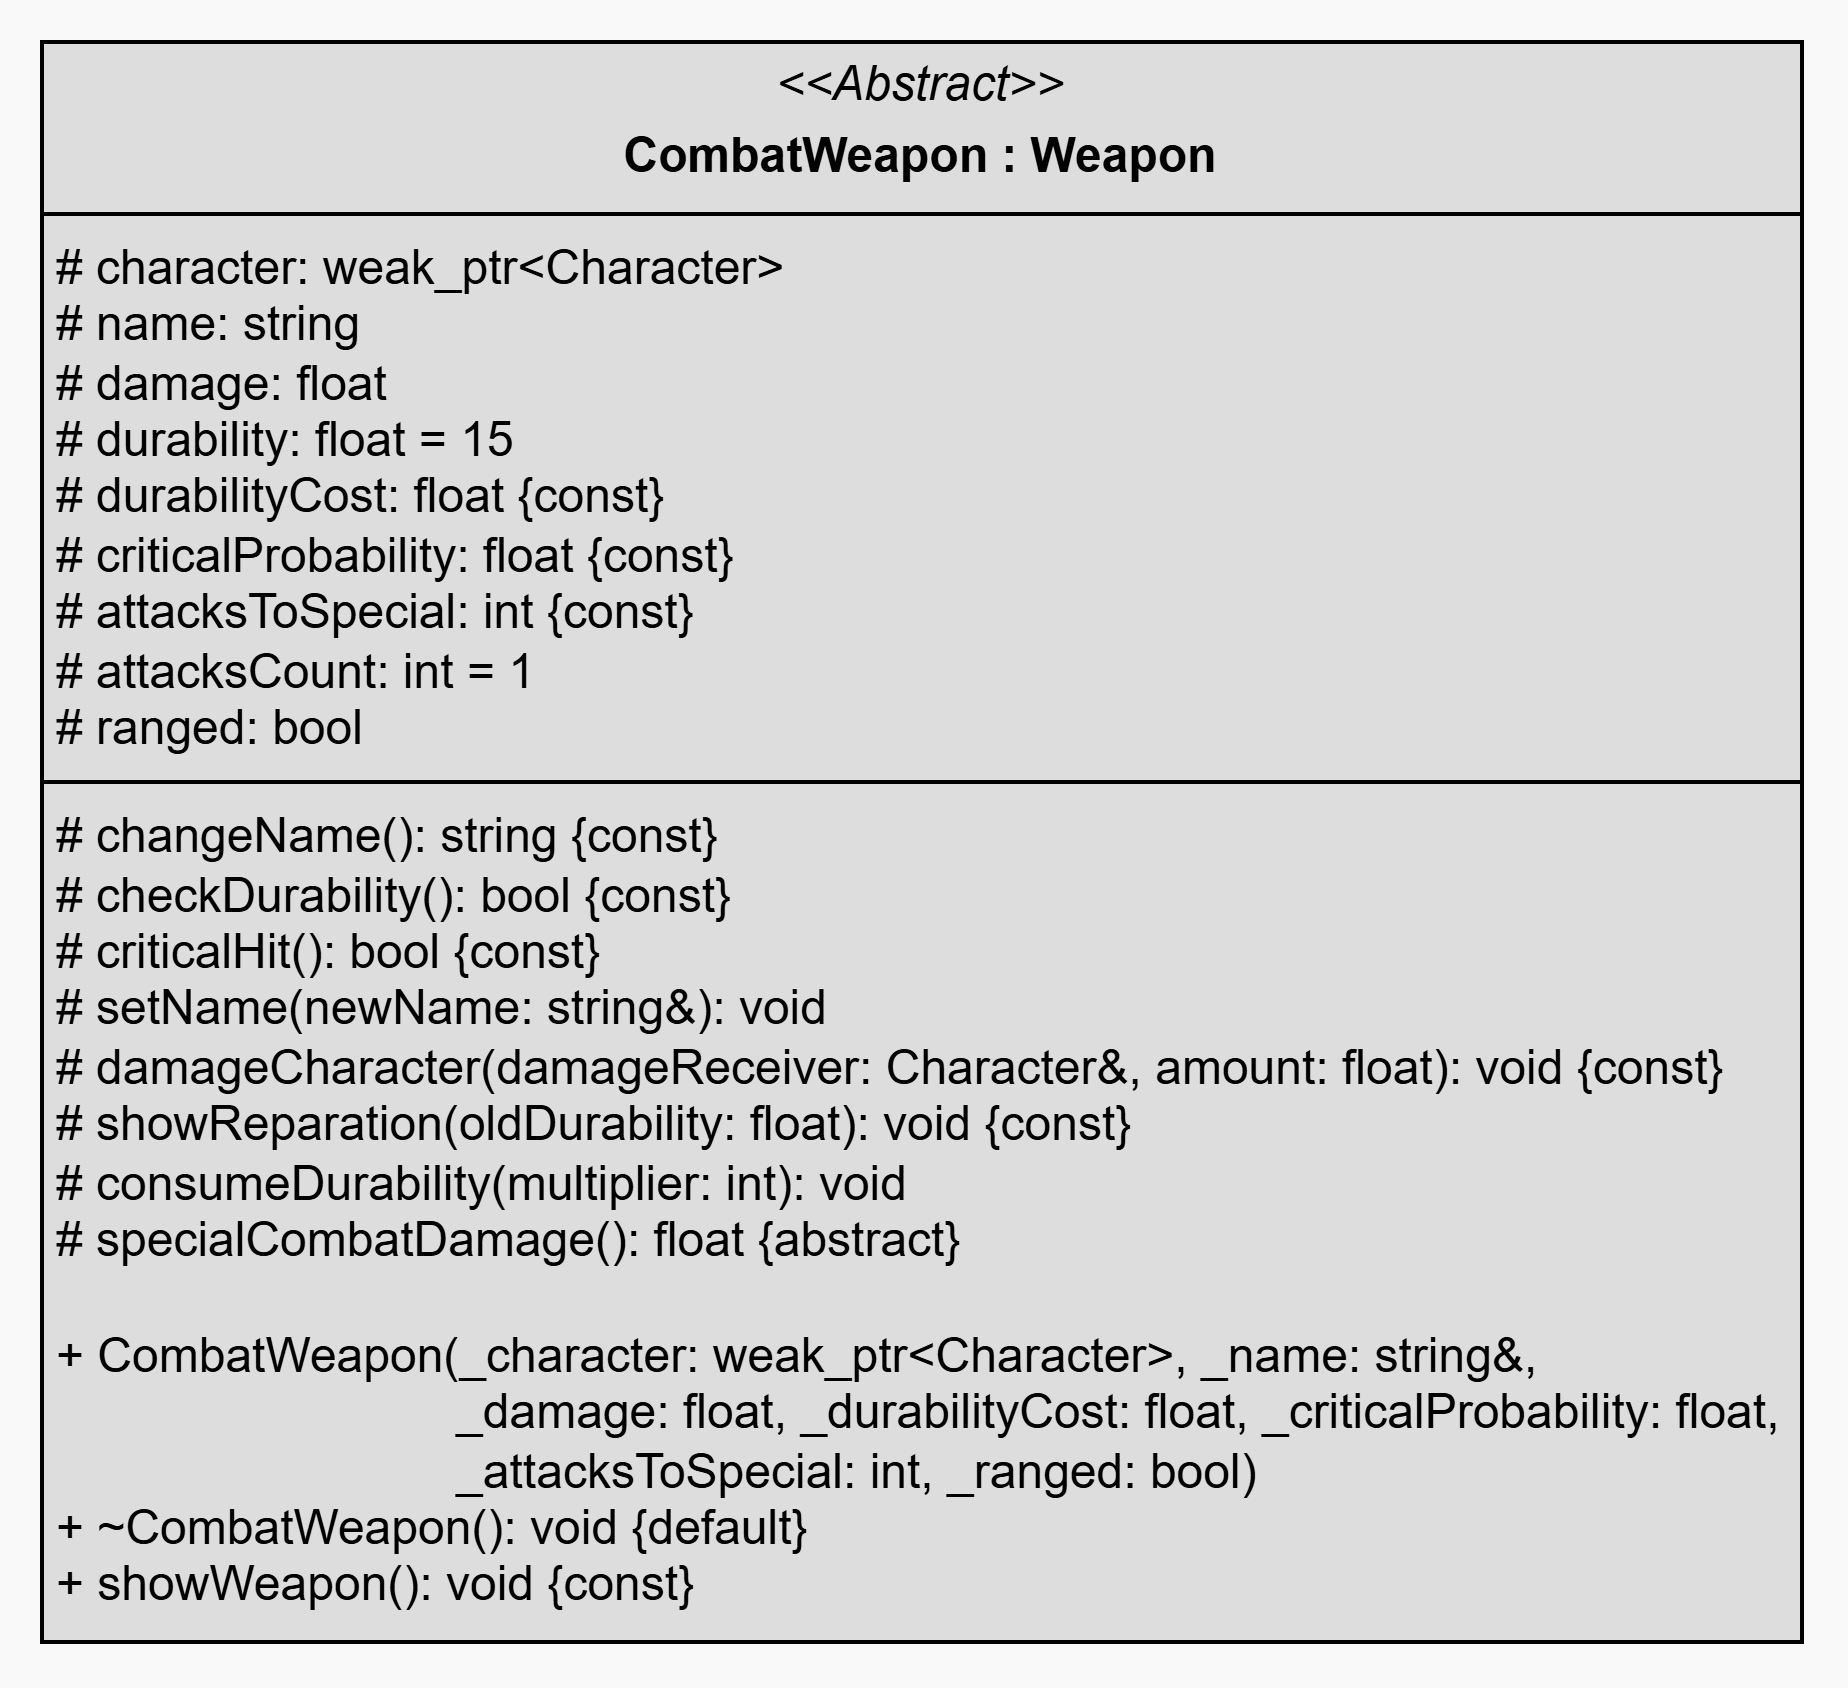 <<Abstract>>
CombatWeapon : Weapon
# character: weak_ptr<Character>
# name: string
# damage: float
# durability: float = 15
# durabilityCost: float {const}
# criticalProbability: float {const}
# attacksToSpecial: int {const}
# attacksCount: int = 1
# ranged: bool
# changeName(): string {const}
# checkDurability(): bool {const}
# criticalHit(): bool {const}
# setName(newName: string&): void
# damageCharacter(damageReceiver: Character&, amount: float): void {const}
# showReparation(oldDurability: float): void {const}
# consumeDurability(multiplier: int): void
# specialCombatDamage(): float {abstract}
+ CombatWeapon(_character: weak_ptr<Character>, _name: string&,
_damage: float, _durabilityCost: float, _criticalProbability: float,
_attacksToSpecial: int, _ranged: bool)
+ ~CombatWeapon(): void {default}
+ showWeapon(): void {const}